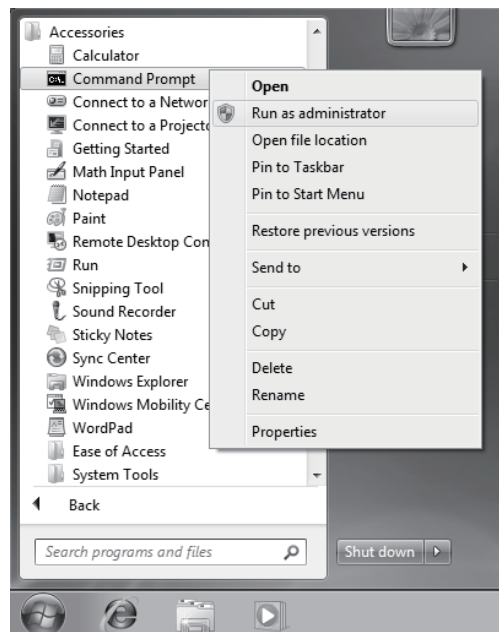 Accessories
Calculator
Command Prompt
Connect to a Networ
Connect to a Projecto
Getting Started
Math Input Panel
Notepad
Paint
Remote Desktop Con
Run
Snipping Tool
Sound Recorder
Sticky Notes
Sync Center
Windows Explorer
Windows Mobility Ce
WordPad
Ease of Access
System Tools
Back
Search programs and files
Shut down
Open
Run as administrator
Open file location
Pin to Taskbar
Pin to Start Menu
Restore previous versions
Send to
Cut
Copy
Delete
Rename
Properties